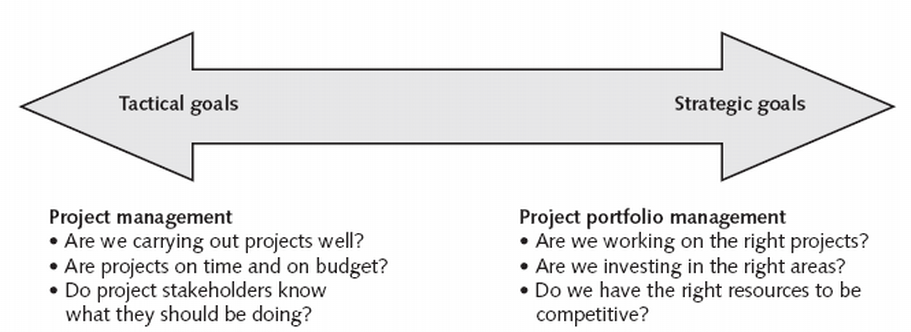 Tactical goals
Strategic goals
Project management
• Are we carrying out projects well?
• Are projects on time and on budget?
• Do project stakeholders know
what they should be doing?
Project portfolio management
• Are we working on the right projects?
• Are we investing in the right areas?
• Do we have the right resources to be
competitive?